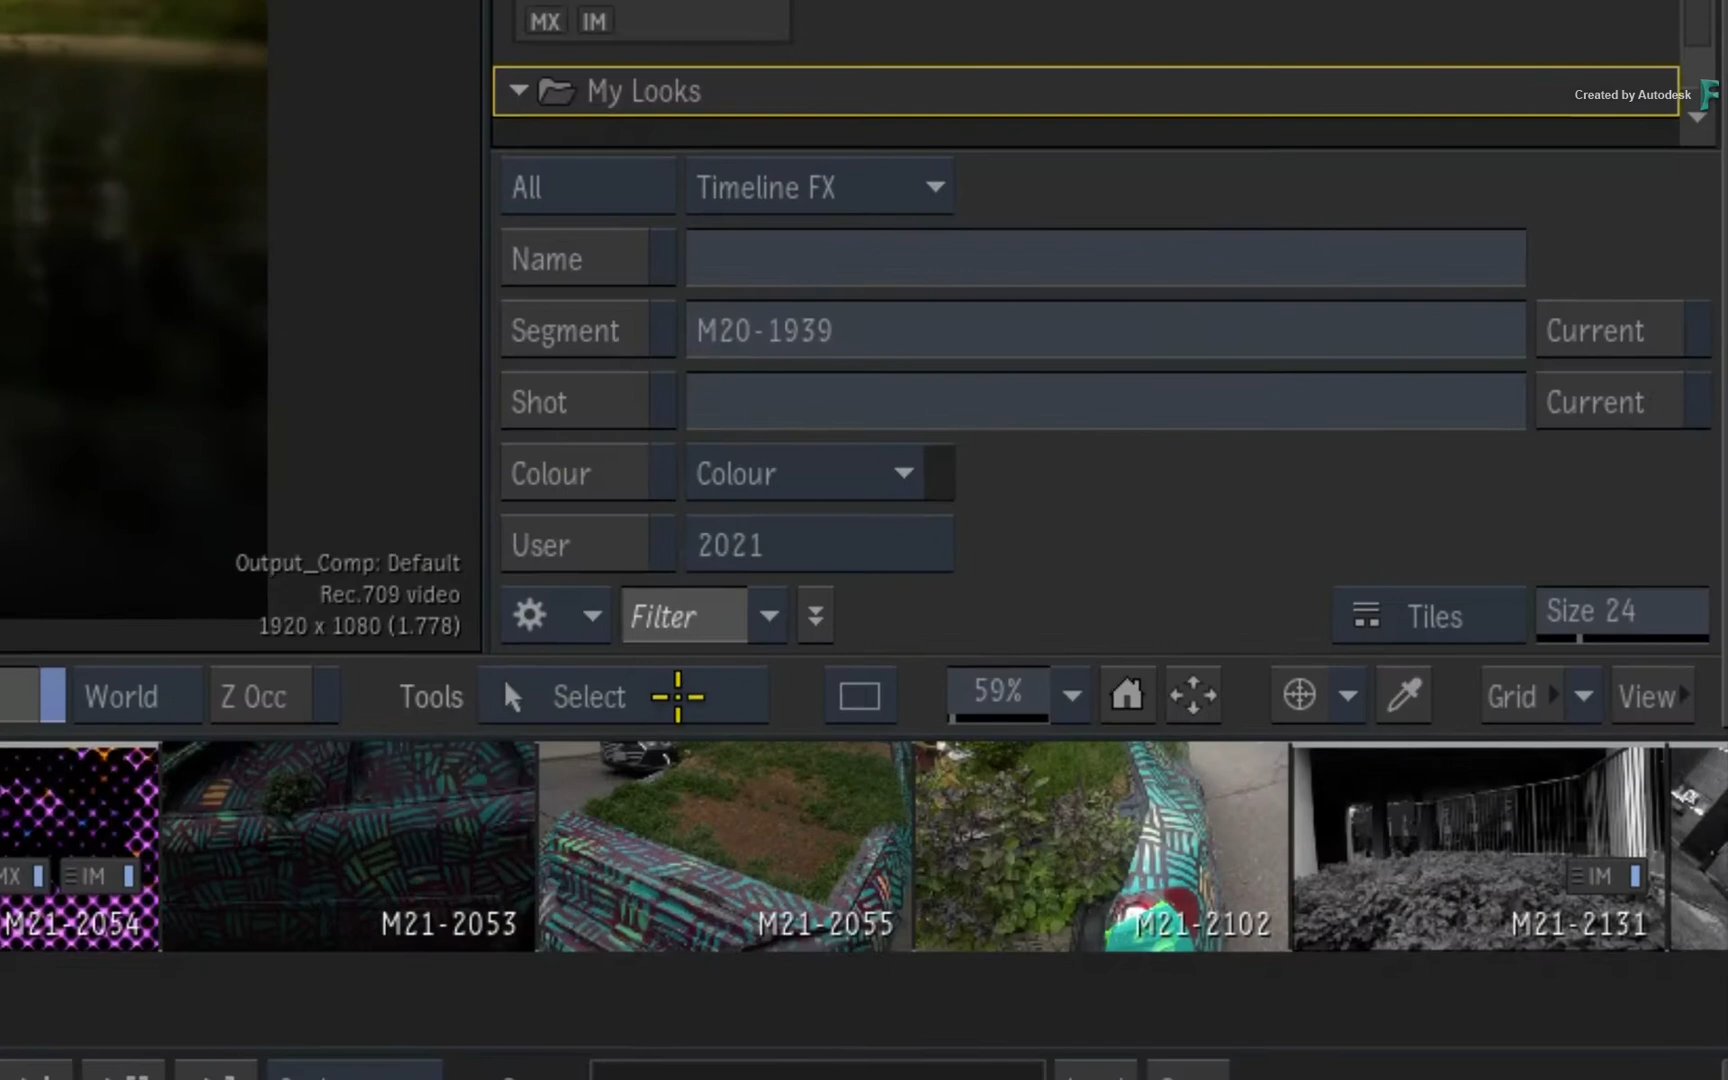 MX IM
My Looks
Created by Autodesk
All Timeline FX
Name
Segment M20-1939 Current
Shot Current
Colour Colour
User 2021
Output_Comp: Default
Rec.709 video
1920 x 1080 (1.778)
Filter Tiles Size 24
World Z Occ Tools Select 59% Grid View
MX IM IM
M21-2054 M21-2053 M21-2055 M21-2102 M21-2131